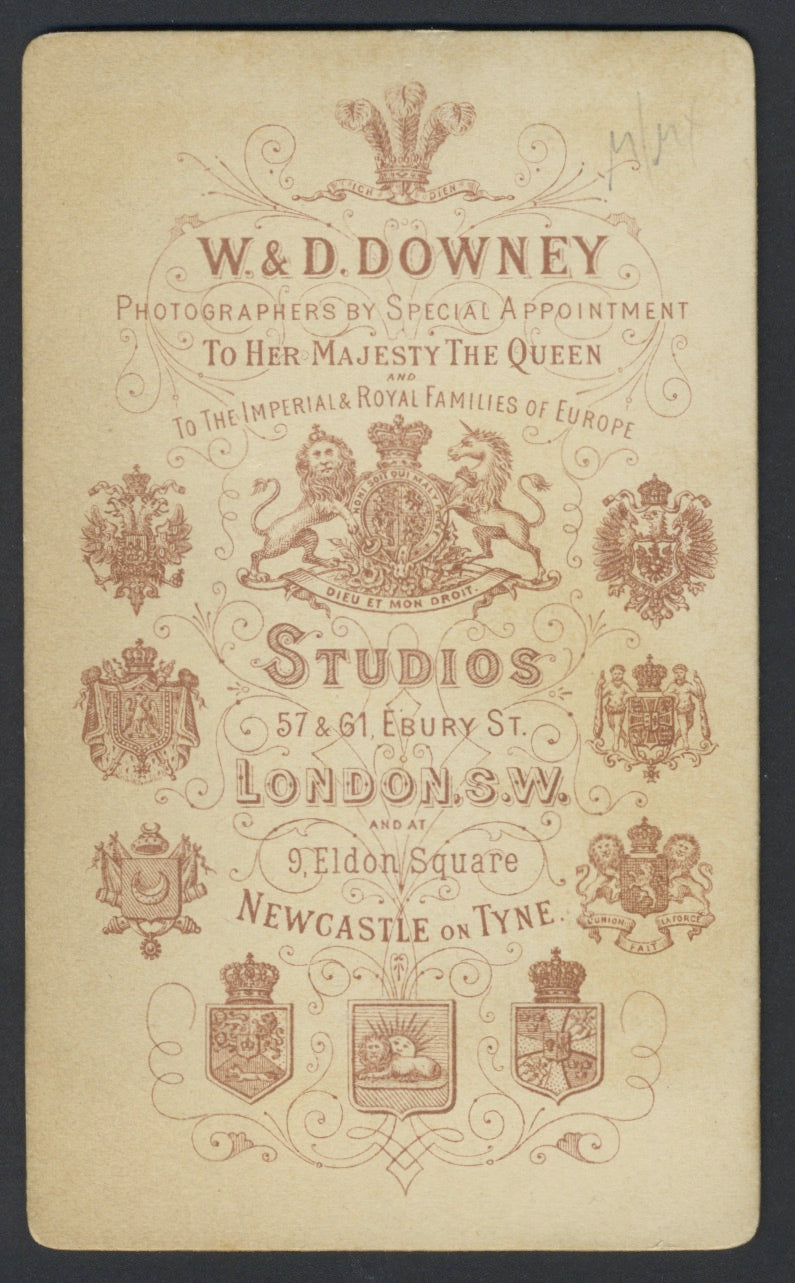 ICH DIEN
W. & D. DOWNEY
PHOTOGRAPHERS BY SPECIAL APPOINTMENT
TO HER MAJESTY THE QUEEN
AND
TO THE IMPERIAL & ROYAL FAMILIES OF EUROPE
HONI SOIT QUI MAL Y
DIEU ET MON DROIT.
STUDIOS
57 & 61, EBURY ST.
LONDON, S.W.
AND AT
9, Eldon Square
NEWCASTLE ON TYNE.
L'UNION FAIT LA FORCE